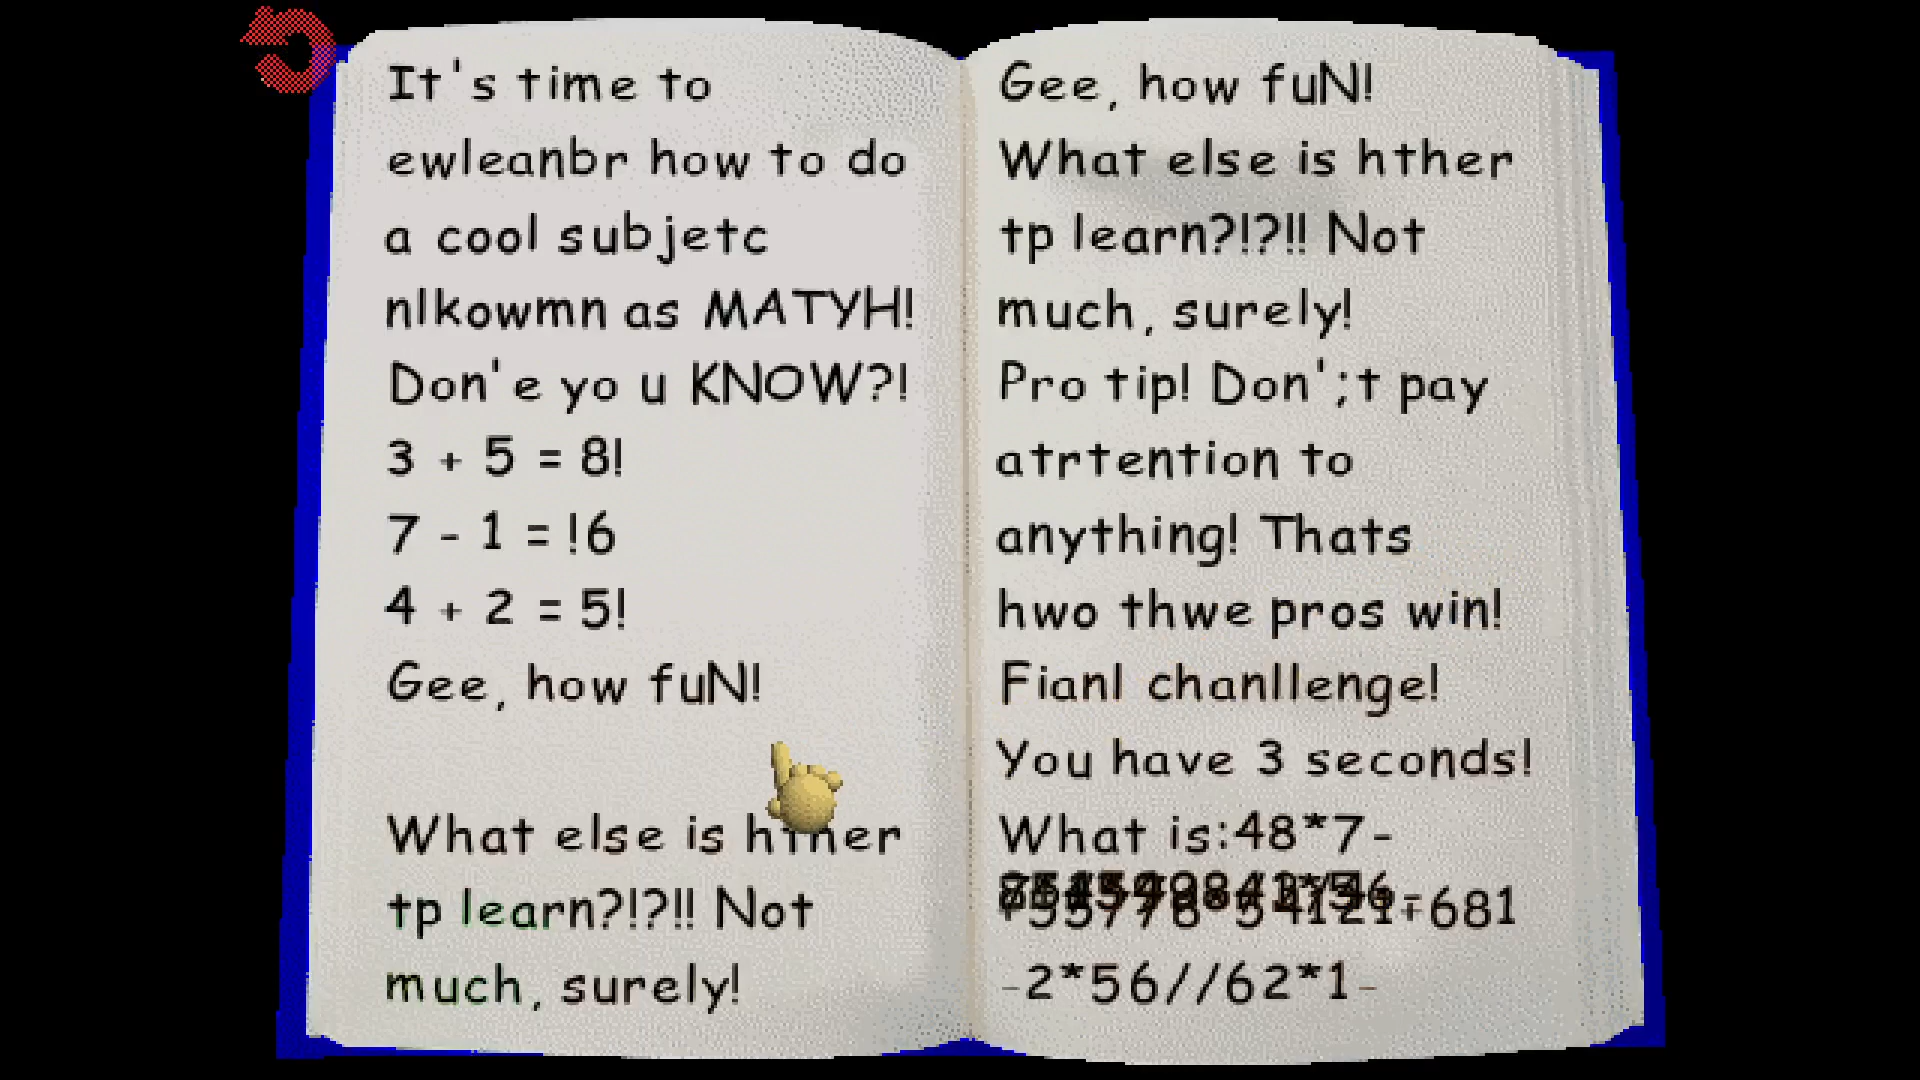 It's time to
ewleanbr how to do
a cool subjetc
nlkowmn as MATYH!
Don'e yo u KNOW?!
3 + 5 = 8!
7 - 1 = !6
4 + 2 = 5!
Gee, how fuN!
What else is hther
tp learn?!?!! Not
much, surely!
Gee, how fuN!
What else is hther
tp learn?!?!! Not
much, surely!
Pro tip! Don';t pay
atrtention to
anything! Thats
hwo thwe pros win!
Fianl chanllenge!
You have 3 seconds!
What is:48*7-
-2*56//62*1-